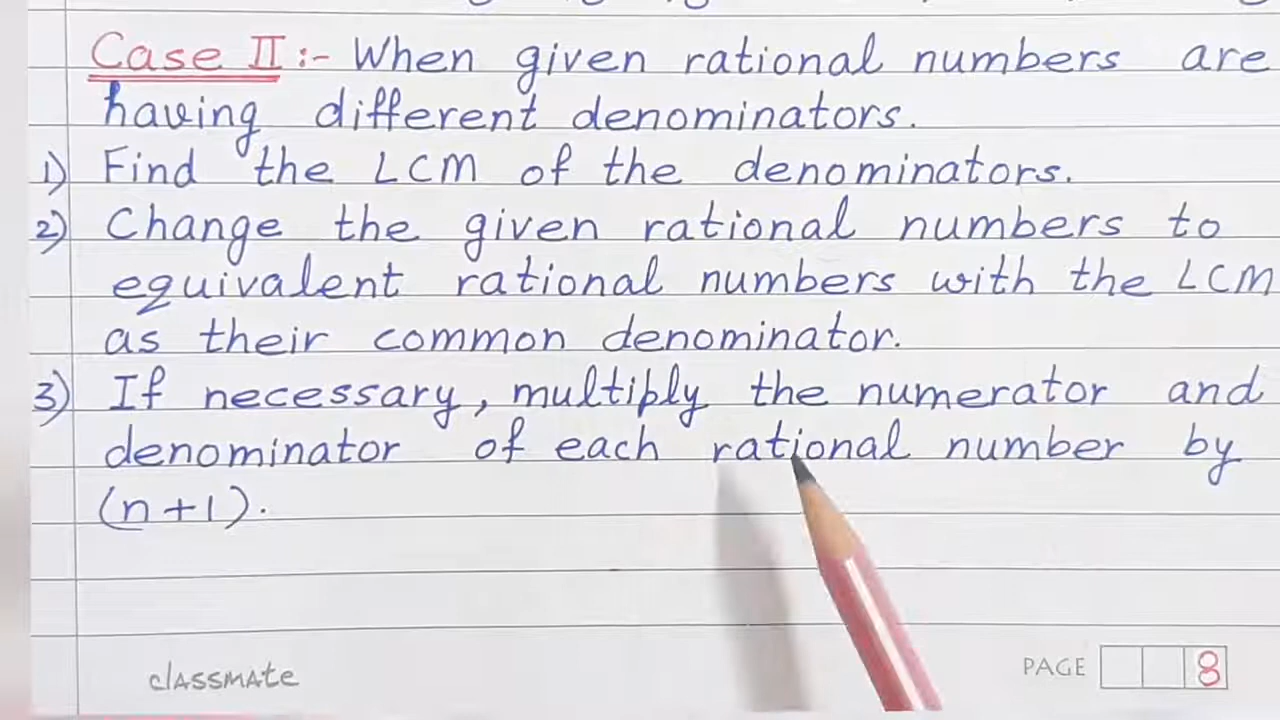 Case II :- When given rational numbers are
having different denominators.
1) Find the LCM of the denominators.
2) Change the given rational numbers to
equivalent rational numbers with the LCM
as their common denominator.
3) If necessary, multiply the numerator and
denominator of each rational number by
(n+1).
classmate
PAGE 8